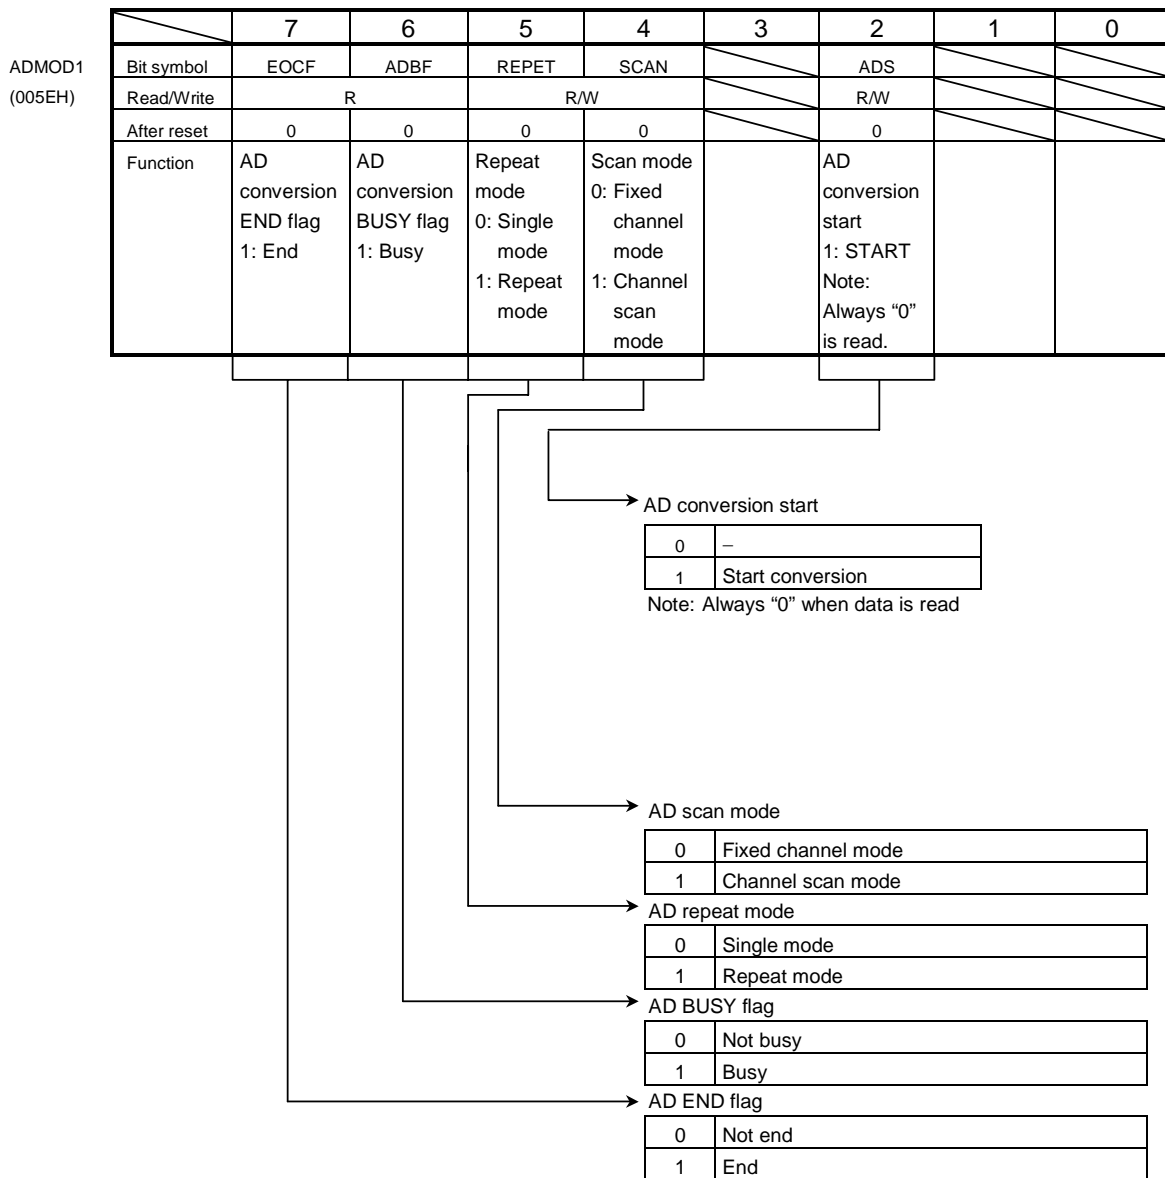 7 6 5 4 3 2 1 0
ADMOD1 Bit symbol EOCF ADBF REPET SCAN ADS
(005EH) Read/Write R R/W R/W
After reset 0 0 0 0 0
Function
AD
conversion
END flag
1: End
AD
conversion
BUSY flag
1: Busy
Repeat
mode
0: Single
mode
1: Repeat
mode
Scan mode
0: Fixed
channel
mode
1: Channel
scan
mode
AD
conversion
start
1: START
Note:
Always “0”
is read.
AD conversion start
0 –
1 Start conversion
Note: Always “0” when data is read
AD scan mode
0 Fixed channel mode
1 Channel scan mode
AD repeat mode
0 Single mode
1 Repeat mode
AD BUSY flag
0 Not busy
1 Busy
AD END flag
0 Not end
1 End